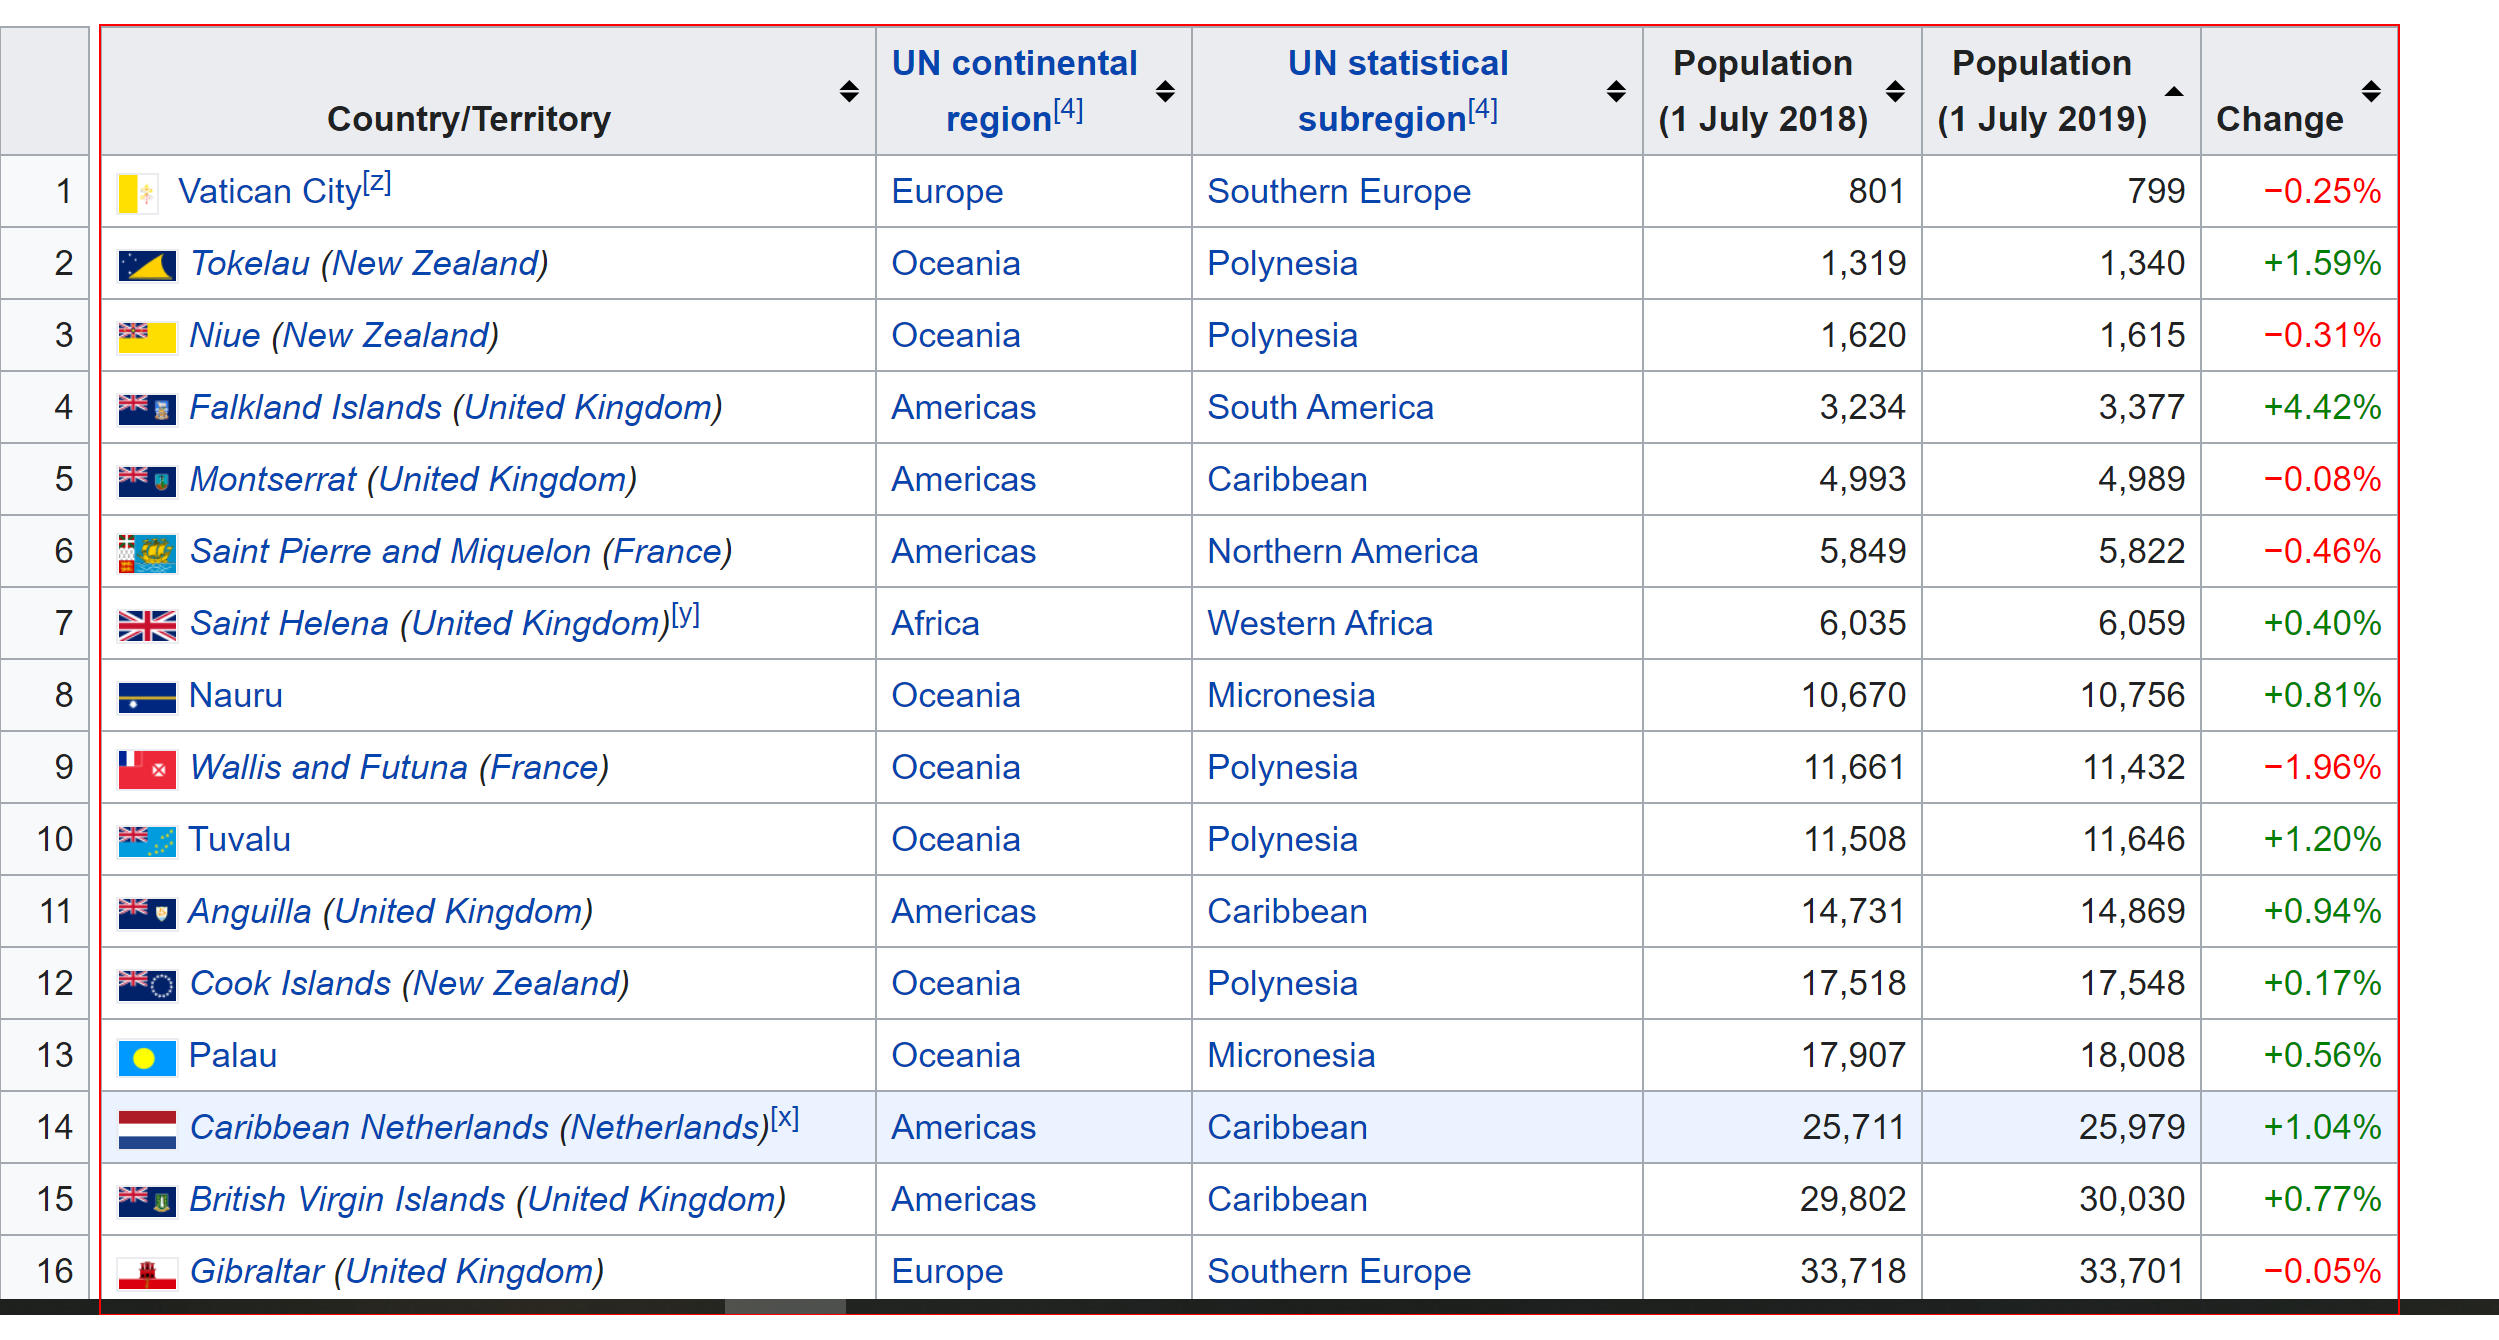 Country/Territory UN continental region[4] UN statistical subregion[4] Population (1 July 2018) Population (1 July 2019) Change
1 Vatican City[z] Europe Southern Europe 801 799 −0.25%
2 Tokelau (New Zealand) Oceania Polynesia 1,319 1,340 +1.59%
3 Niue (New Zealand) Oceania Polynesia 1,620 1,615 −0.31%
4 Falkland Islands (United Kingdom) Americas South America 3,234 3,377 +4.42%
5 Montserrat (United Kingdom) Americas Caribbean 4,993 4,989 −0.08%
6 Saint Pierre and Miquelon (France) Americas Northern America 5,849 5,822 −0.46%
7 Saint Helena (United Kingdom)[y] Africa Western Africa 6,035 6,059 +0.40%
8 Nauru Oceania Micronesia 10,670 10,756 +0.81%
9 Wallis and Futuna (France) Oceania Polynesia 11,661 11,432 −1.96%
10 Tuvalu Oceania Polynesia 11,508 11,646 +1.20%
11 Anguilla (United Kingdom) Americas Caribbean 14,731 14,869 +0.94%
12 Cook Islands (New Zealand) Oceania Polynesia 17,518 17,548 +0.17%
13 Palau Oceania Micronesia 17,907 18,008 +0.56%
14 Caribbean Netherlands (Netherlands)[x] Americas Caribbean 25,711 25,979 +1.04%
15 British Virgin Islands (United Kingdom) Americas Caribbean 29,802 30,030 +0.77%
16 Gibraltar (United Kingdom) Europe Southern Europe 33,718 33,701 −0.05%